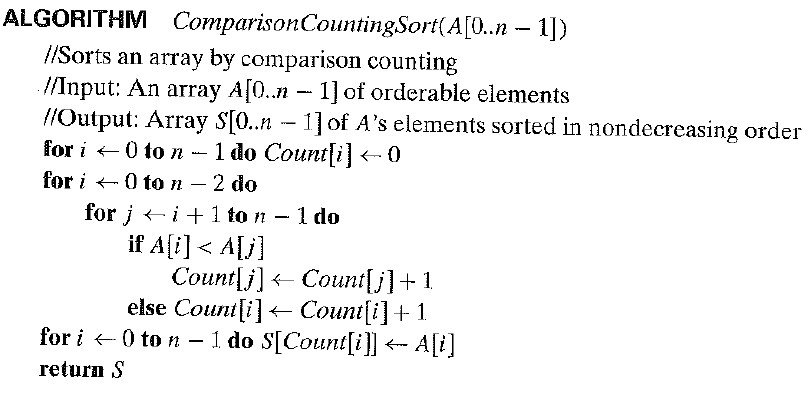 ALGORITHM ComparisonCountingSort(A[0..n − 1])
//Sorts an array by comparison counting
//Input: An array A[0..n − 1] of orderable elements
//Output: Array S[0..n − 1] of A's elements sorted in nondecreasing order
for i ← 0 to n − 1 do Count[i] ← 0
for i ← 0 to n − 2 do
for j ← i + 1 to n − 1 do
if A[i] < A[j]
Count[j] ← Count[j] + 1
else Count[i] ← Count[i] + 1
for i ← 0 to n − 1 do S[Count[i]] ← A[i]
return S